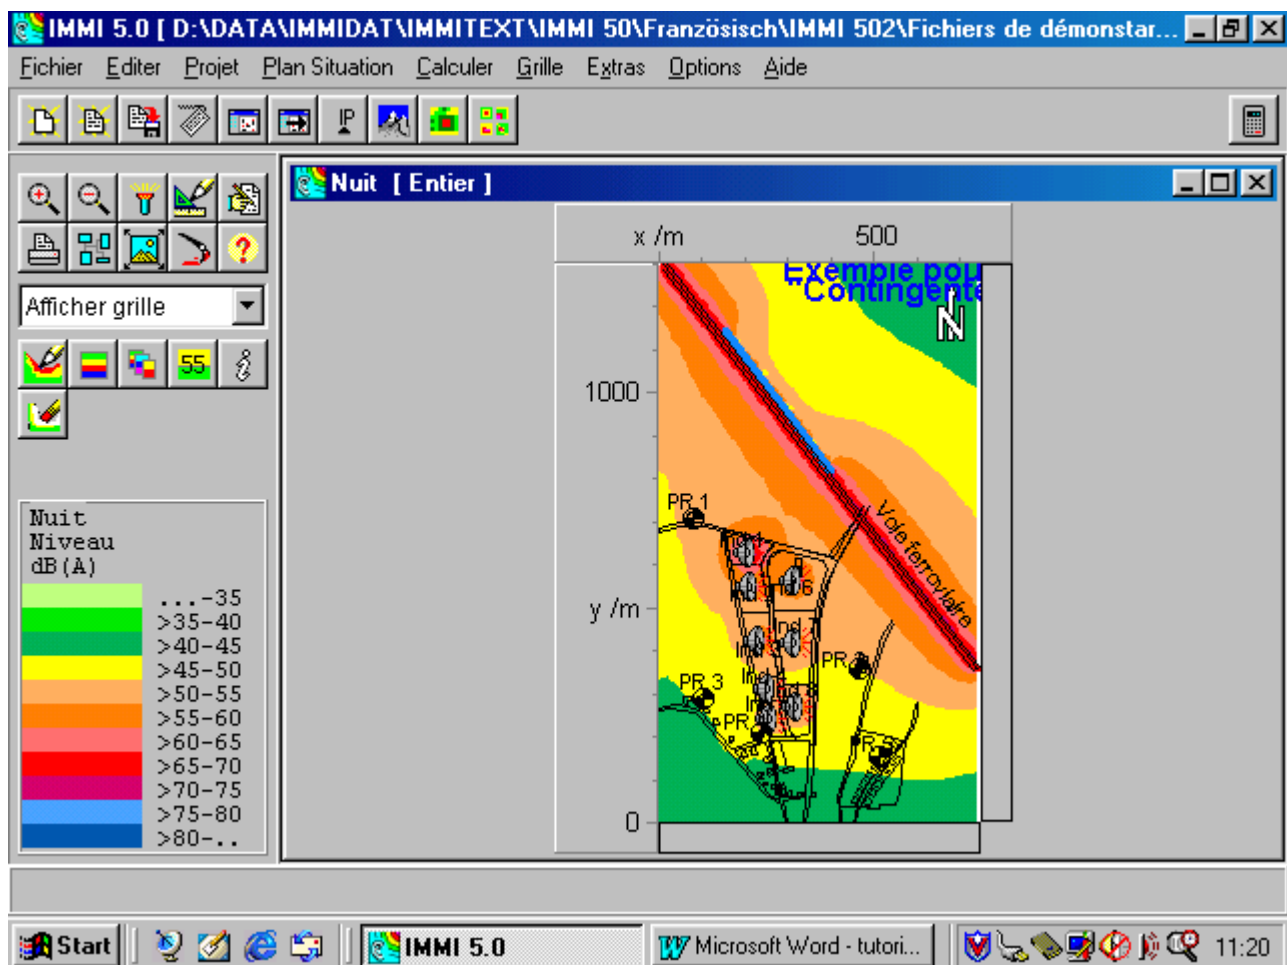 IMMI 5.0 [ D:\DATA\IMMIDAT\IMMITEXT\IMMI 50\Französisch\IMMI 502\Fichiers de démonstar...
Fichier Editer Projet Plan Situation Calculer Grille Extras Options Aide
IP
Nuit [ Entier ]
Afficher grille
55
x /m 500
Exemple pou
"Contingente
N
1000
PR 1
Voie ferroviaire
y /m
PR 3
PR
0
Nuit
Niveau
dB(A)
...-35
>35-40
>40-45
>45-50
>50-55
>55-60
>60-65
>65-70
>70-75
>75-80
>80-..
Start
IMMI 5.0
Microsoft Word - tutori...
11:20